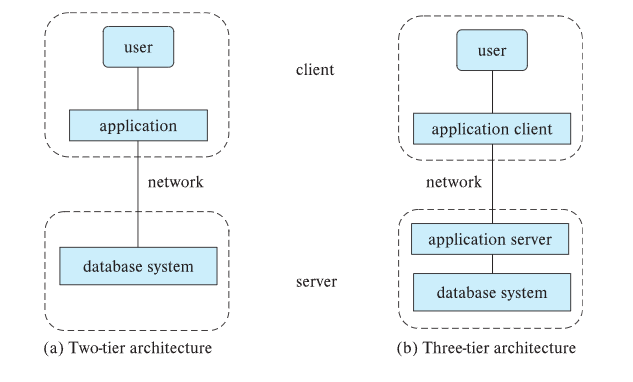 user
application
network
database system
(a) Two-tier architecture
client
server
user
application client
network
application server
database system
(b) Three-tier architecture